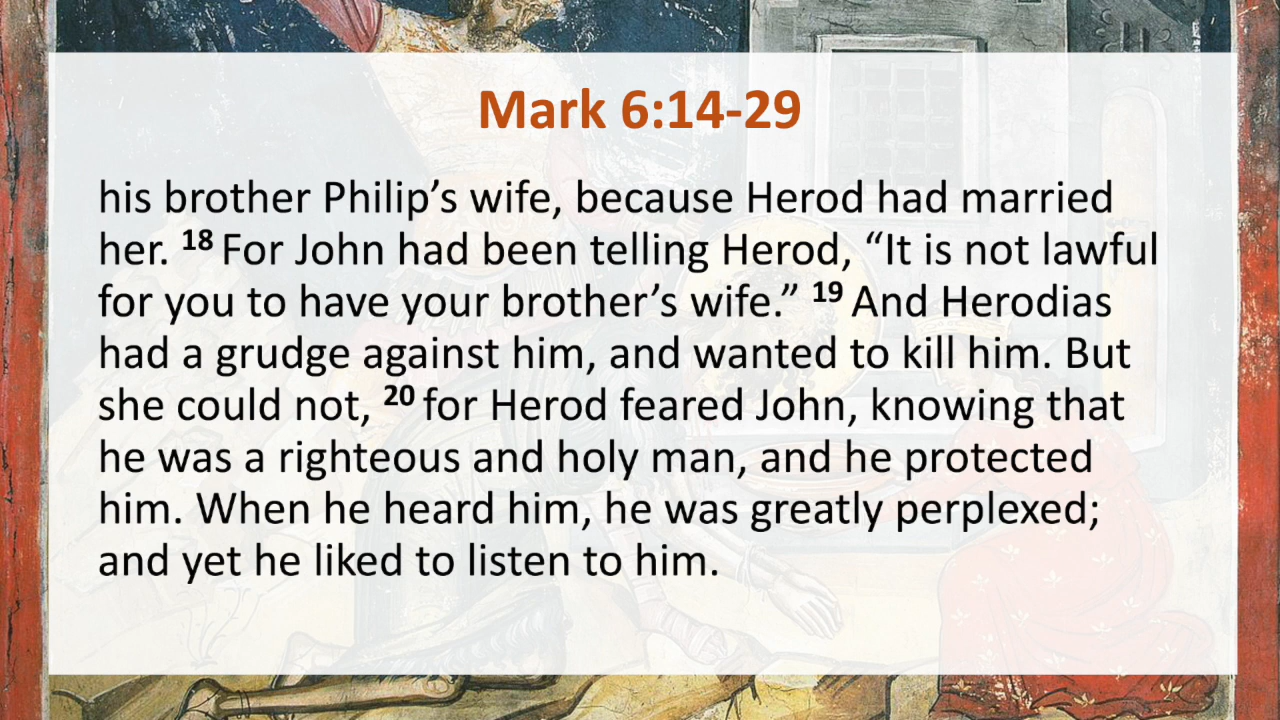 Mark 6:14-29
his brother Philip’s wife, because Herod had married
her. 18 For John had been telling Herod, “It is not lawful
for you to have your brother’s wife.” 19 And Herodias
had a grudge against him, and wanted to kill him. But
she could not, 20 for Herod feared John, knowing that
he was a righteous and holy man, and he protected
him. When he heard him, he was greatly perplexed;
and yet he liked to listen to him.